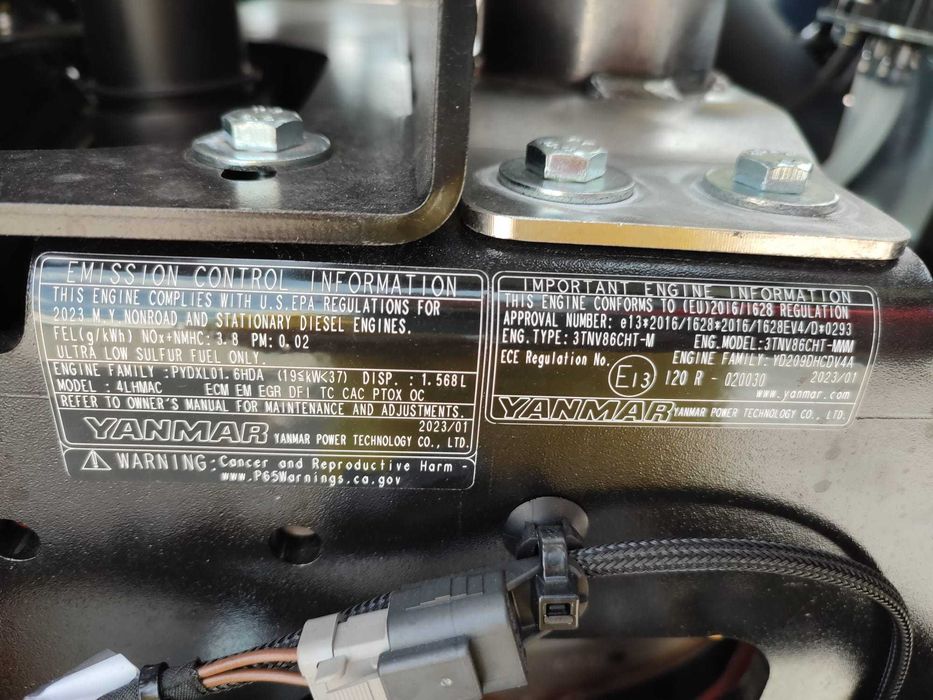 EMISSION CONTROL INFORMATION
THIS ENGINE COMPLIES WITH U.S.EPA REGULATIONS FOR
2023 M.Y NONROAD AND STATIONARY DIESEL ENGINES.
FEL(g/kWh) NOx+NMHC: 3.8 PM: 0.02
ULTRA LOW SULFUR FUEL ONLY.
ENGINE FAMILY : PYDXL01.6HDA (19≦kW<37) DISP. : 1.568L
MODEL : 4LHMAC ECM EM EGR DFI TC CAC PTOX OC
REFER TO OWNER'S MANUAL FOR MAINTENANCE AND ADJUSTMENTS.
2023/01
YANMAR YANMAR POWER TECHNOLOGY CO., LTD.
WARNING: Cancer and Reproductive Harm -
www.P65Warnings.ca.gov
IMPORTANT ENGINE INFORMATION
THIS ENGINE CONFORMS TO (EU)2016/1628 REGULATION
APPROVAL NUMBER: e13*2016/1628*2016/1628EV4/D*0293
ENG.TYPE: 3TNV86CHT-M ENG.MODEL: 3TNV86CHT-MWM
ENGINE FAMILY: YD209DHCDV4A
ECE Regulation No. E13 120 R - 020030 2023/01
www.yanmar.com
YANMAR YANMAR POWER TECHNOLOGY CO., LTD.